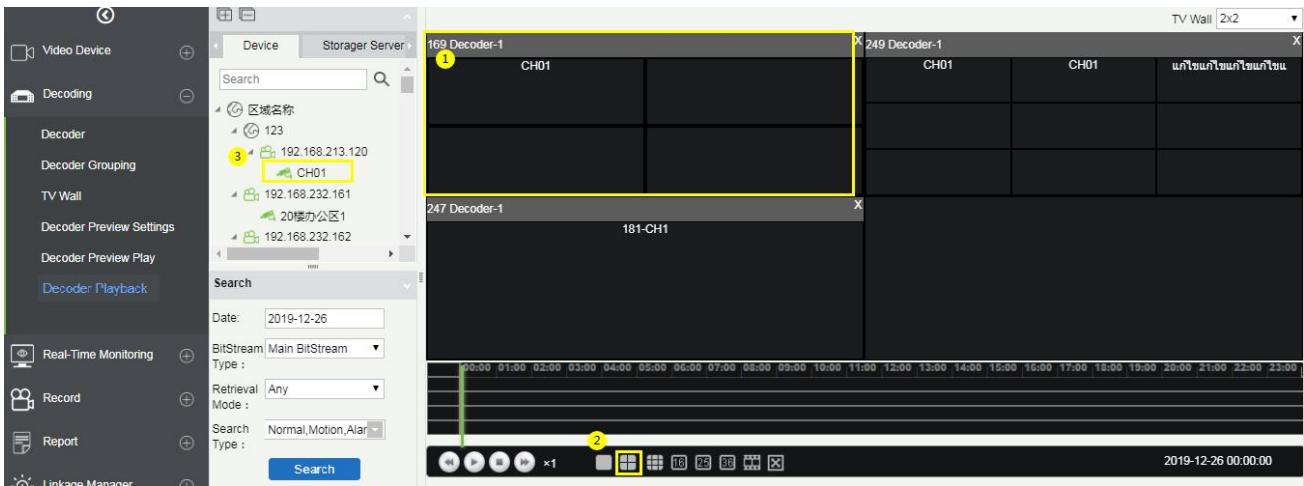 TV Wall 2x2
Video Device
Decoding
Decoder
Decoder Grouping
TV Wall
Decoder Preview Settings
Decoder Preview Play
Decoder Playback
Real-Time Monitoring
Record
Report
Linkage Manager
Device Storager Server
Search
区域名称
123
3
192.168.213.120
CH01
192.168.232.161
20楼办公区1
192.168.232.162
Search
Date: 2019-12-26
BitStream Type : Main BitStream
Retrieval Mode : Any
Search Type : Normal,Motion,Alar
Search
169 Decoder-1 X
1
CH01
249 Decoder-1 X
CH01 CH01 แก้ไขแก้ไขแก้ไขแก้ไขแ
247 Decoder-1 X
181-CH1
00:00 01:00 02:00 03:00 04:00 05:00 06:00 07:00 08:00 09:00 10:00 11:00 12:00 13:00 14:00 15:00 16:00 17:00 18:00 19:00 20:00 21:00 22:00 23:00
2
×1 16 25 36 2019-12-26 00:00:00